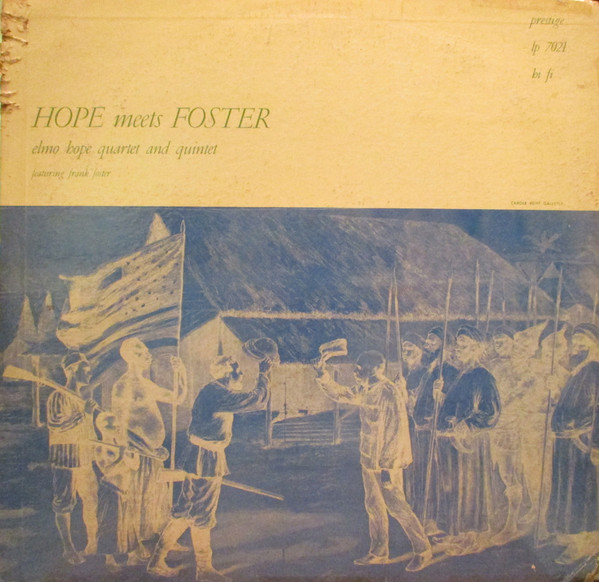 prestige
lp 7021
hi fi
HOPE meets FOSTER
elmo hope quartet and quintet
featuring frank foster